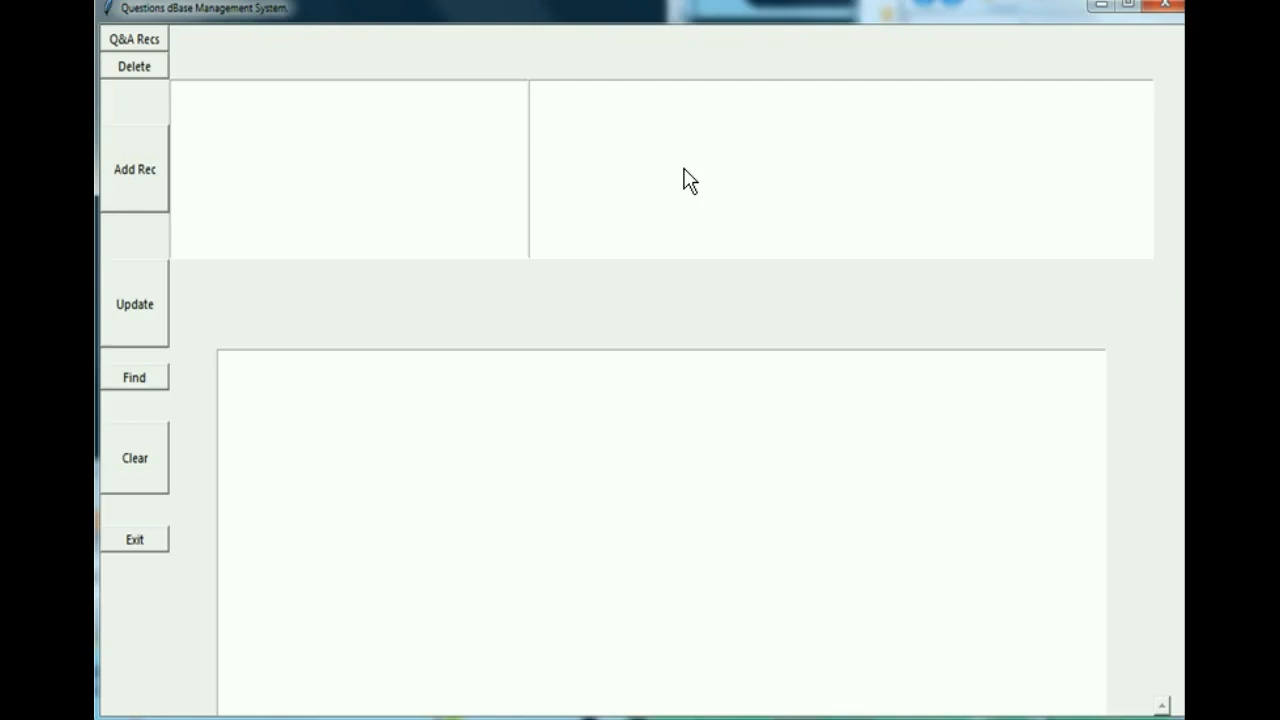 Questions dBase Management System.
Q&A Recs
Delete
Add Rec
Update
Find
Clear
Exit